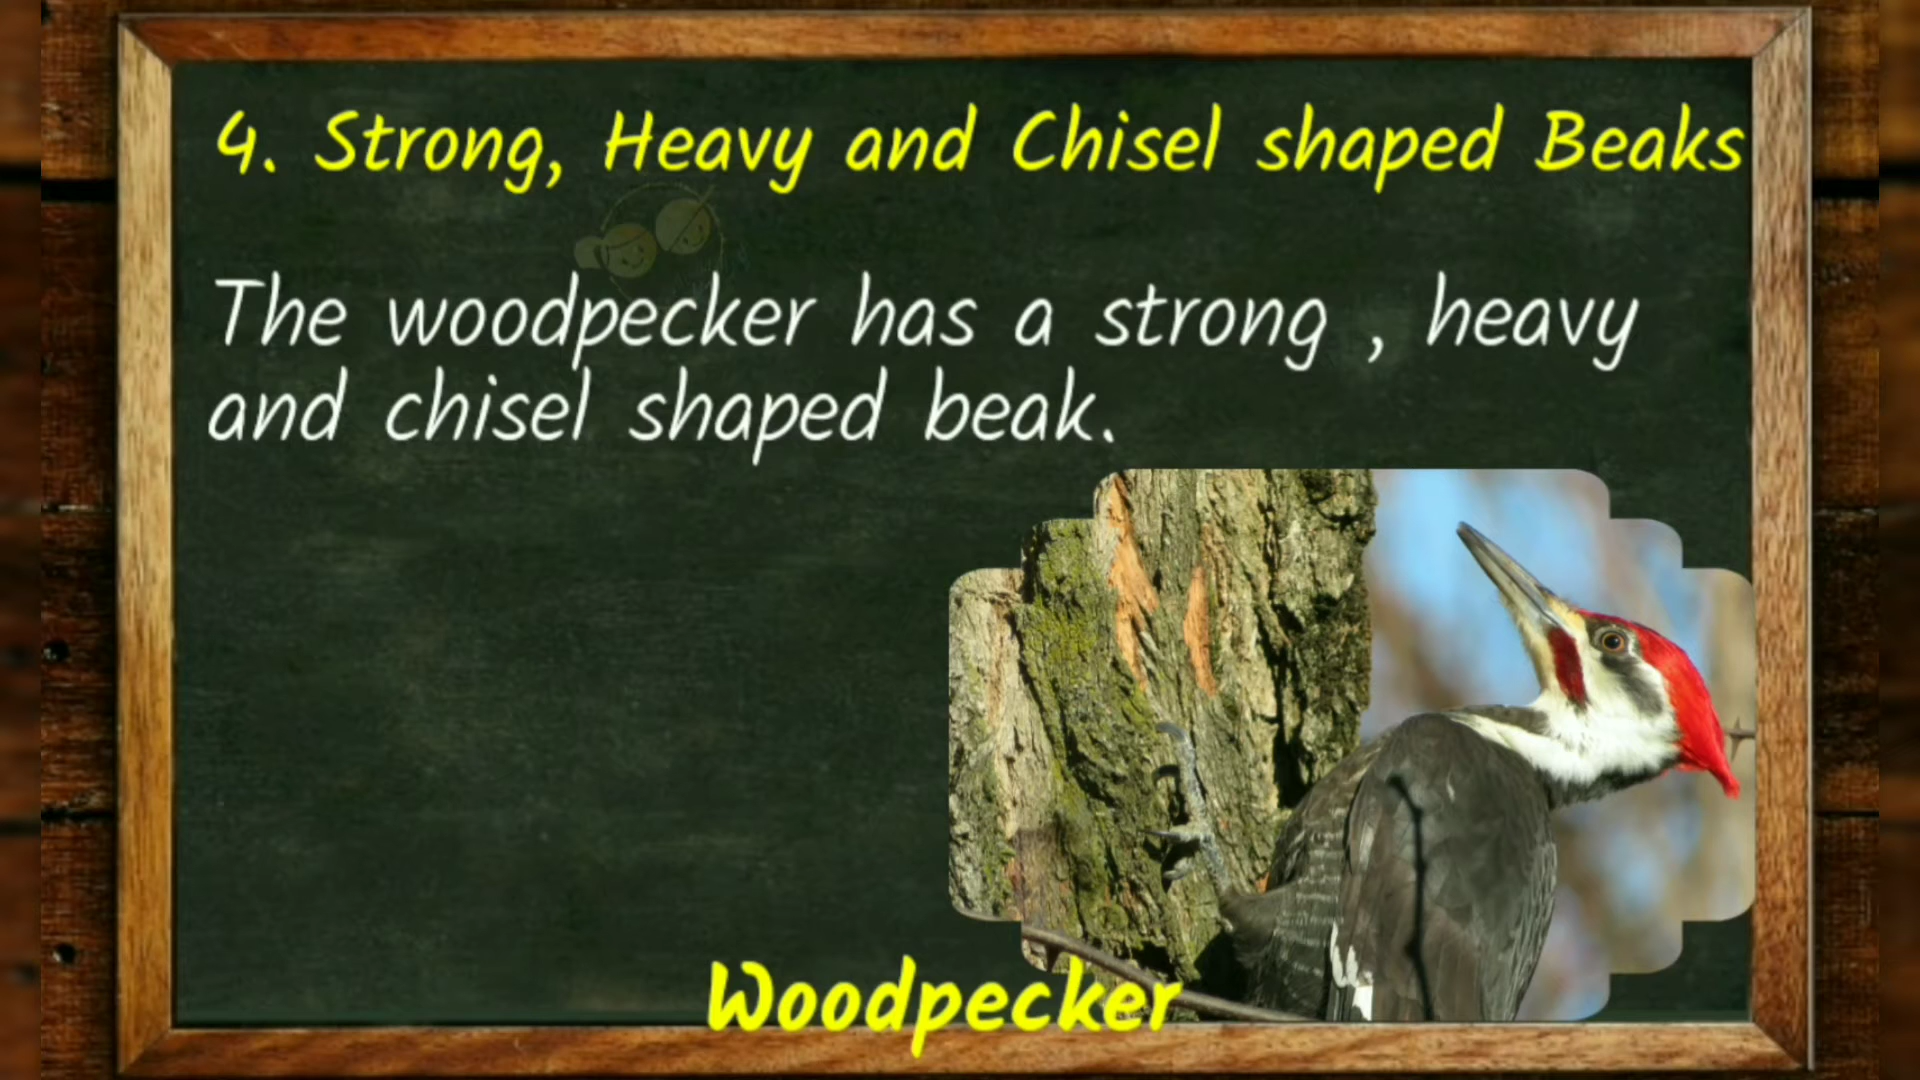 4. Strong, Heavy and Chisel shaped Beaks
The woodpecker has a strong , heavy
and chisel shaped beak.
Woodpecker